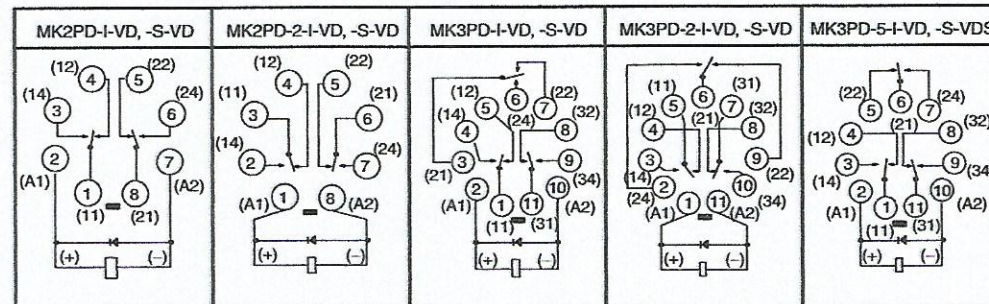 MK2PD-I-VD, -S-VD
MK2PD-2-I-VD, -S-VD
MK3PD-I-VD, -S-VD
MK3PD-2-I-VD, -S-VD
MK3PD-5-I-VD, -S-VDS
(12) 4 5 (22)
(14) 3 6 (24)
2 7
(A1) 1 8 (A2)
(11) (21)
(+) (−)
(12) 4 5 (22)
(11) 3 6 (21)
(14) 2 7 (24)
(A1) 1 8 (A2)
(+) (−)
(12) 5 6 7 (22)
(14) 4 (24) 8 (32)
(21) 3 9 (34)
(A1) 2 1 11 10 (A2)
(11) (31)
(+) (−)
(11) 5 6 7 (31)
(12) 4 (21) 8 (32)
(14) 3 9 (22)
(24) 2 10 (34)
(A1) 1 11 (A2)
(+) (−)
(22) 5 6 7 (24)
(12) 4 (21) 8 (32)
(14) 3 9 (34)
(A1) 2 1 11 10 (A2)
(11) (31)
(+) (−)